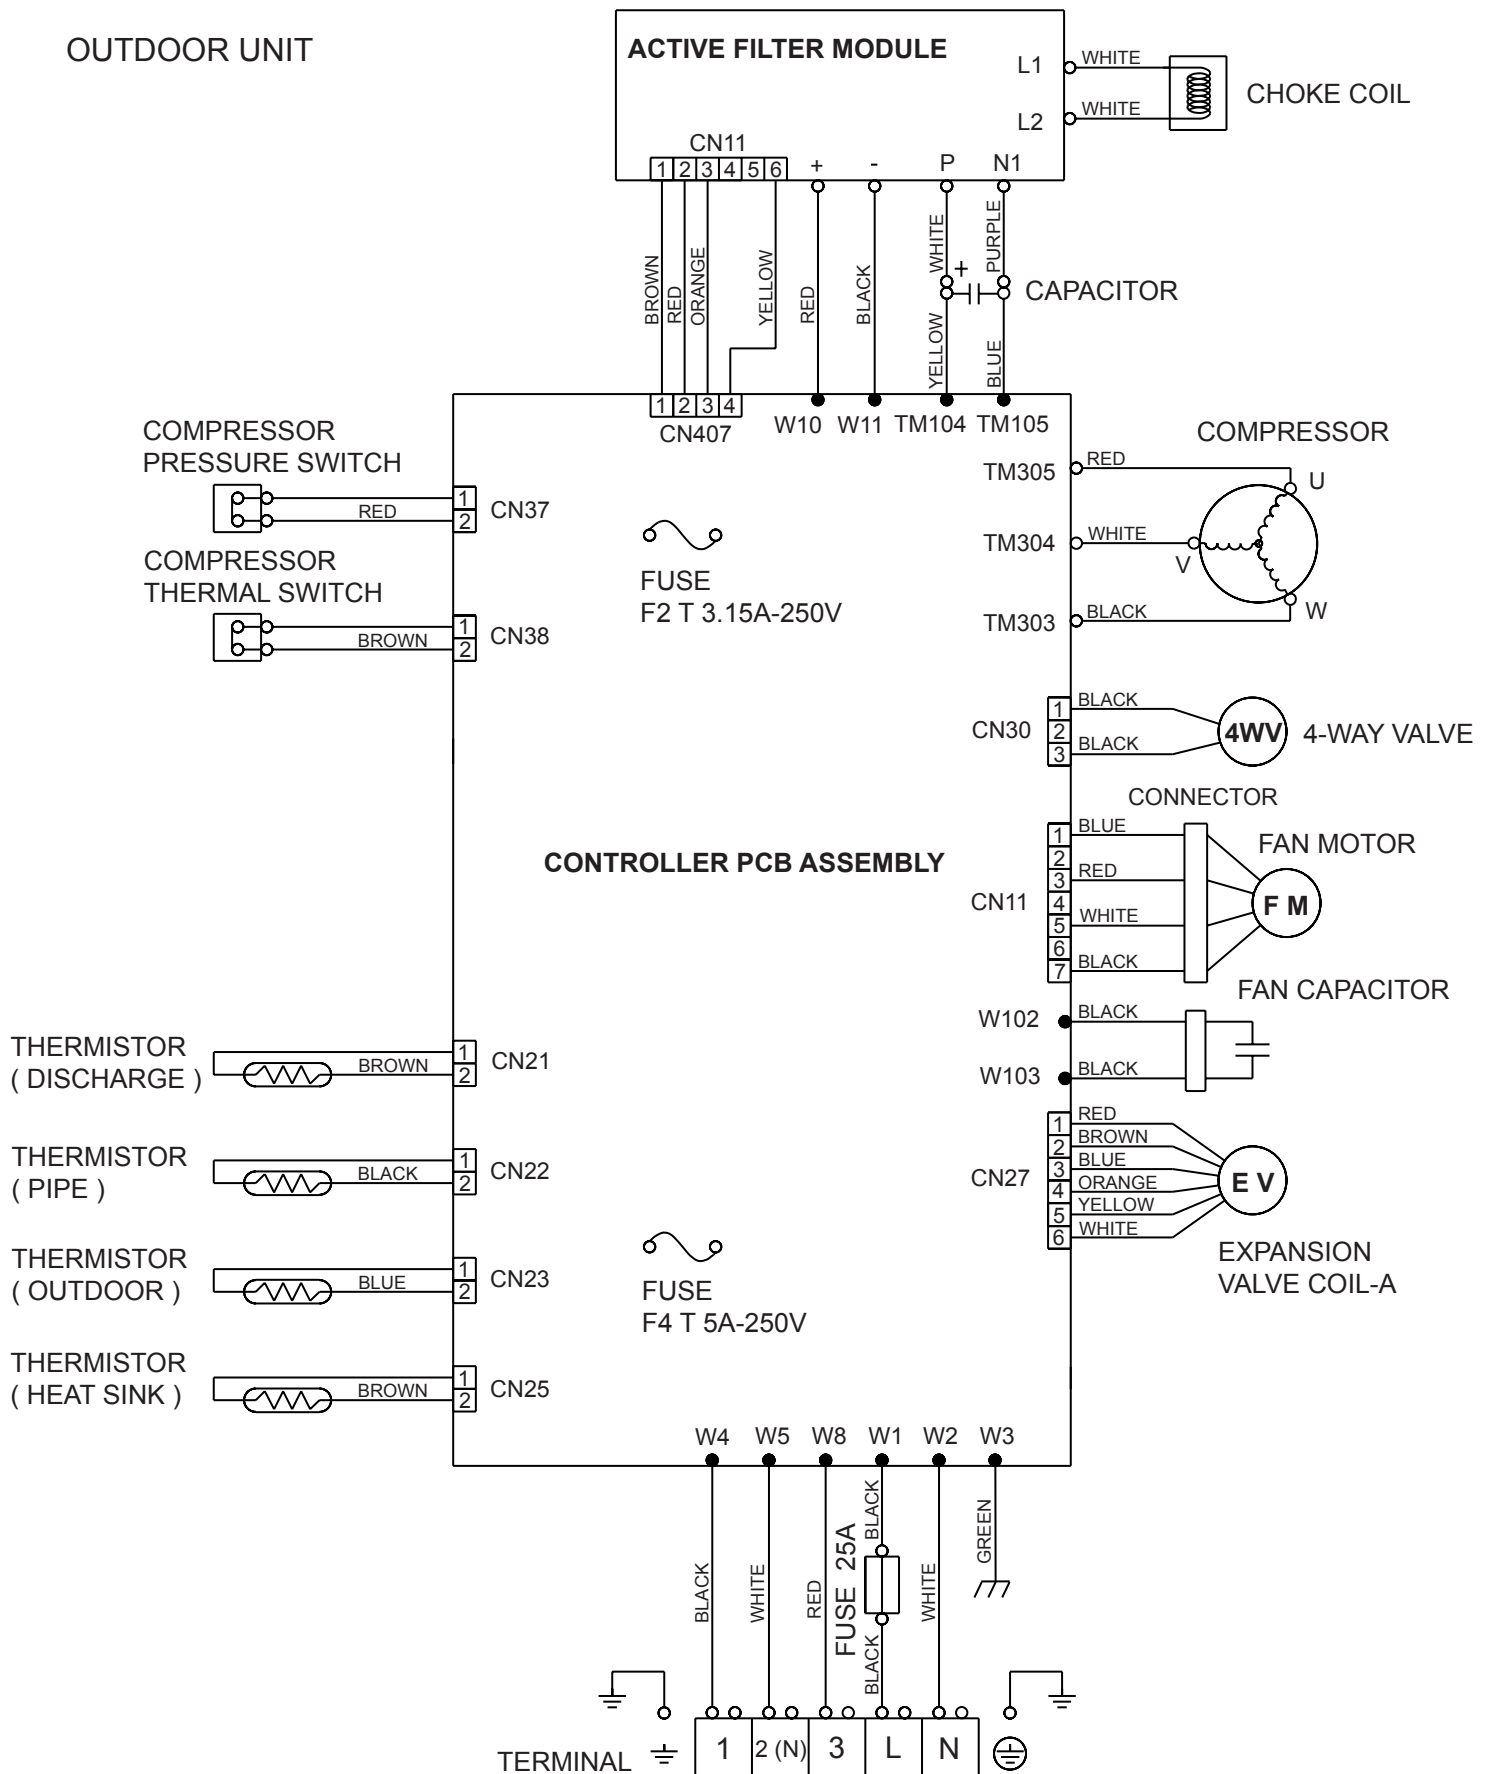 OUTDOOR UNIT
ACTIVE FILTER MODULE
L1
WHITE
CHOKE COIL
L2
WHITE
CN11
1 2 3 4 5 6
+
-
P
N1
BROWN
RED
ORANGE
YELLOW
RED
BLACK
WHITE
PURPLE
+
CAPACITOR
YELLOW
BLUE
1 2 3 4
CN407
W10
W11
TM104
TM105
COMPRESSOR
PRESSURE SWITCH
RED
1
2
CN37
COMPRESSOR
THERMAL SWITCH
BROWN
1
2
CN38
FUSE
F2 T 3.15A-250V
COMPRESSOR
TM305
RED
U
TM304
WHITE
V
TM303
BLACK
W
CN30
1
2
3
BLACK
BLACK
4WV
4-WAY VALVE
CONNECTOR
CONTROLLER PCB ASSEMBLY
CN11
1
2
3
4
5
6
7
BLUE
RED
WHITE
BLACK
FAN MOTOR
F M
FAN CAPACITOR
W102
BLACK
W103
BLACK
THERMISTOR
( DISCHARGE )
BROWN
1
2
CN21
THERMISTOR
( PIPE )
BLACK
1
2
CN22
THERMISTOR
( OUTDOOR )
BLUE
1
2
CN23
THERMISTOR
( HEAT SINK )
BROWN
1
2
CN25
CN27
1
2
3
4
5
6
RED
BROWN
BLUE
ORANGE
YELLOW
WHITE
E V
EXPANSION
VALVE COIL-A
FUSE
F4 T 5A-250V
W4
W5
W8
W1
W2
W3
BLACK
WHITE
RED
FUSE 25A
BLACK
BLACK
WHITE
GREEN
TERMINAL
1
2 (N)
3
L
N